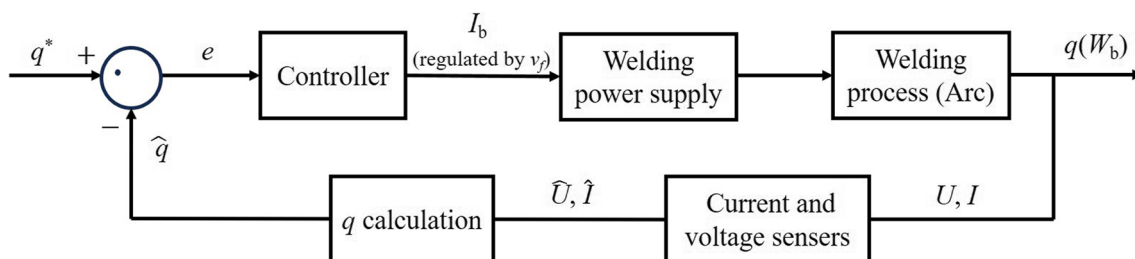 q*
+
e
Controller
I_b
(regulated by v_f)
Welding
power supply
Welding
process (Arc)
q(W_b)
−
q̂
q calculation
Û, Î
Current and
voltage sensers
U, I